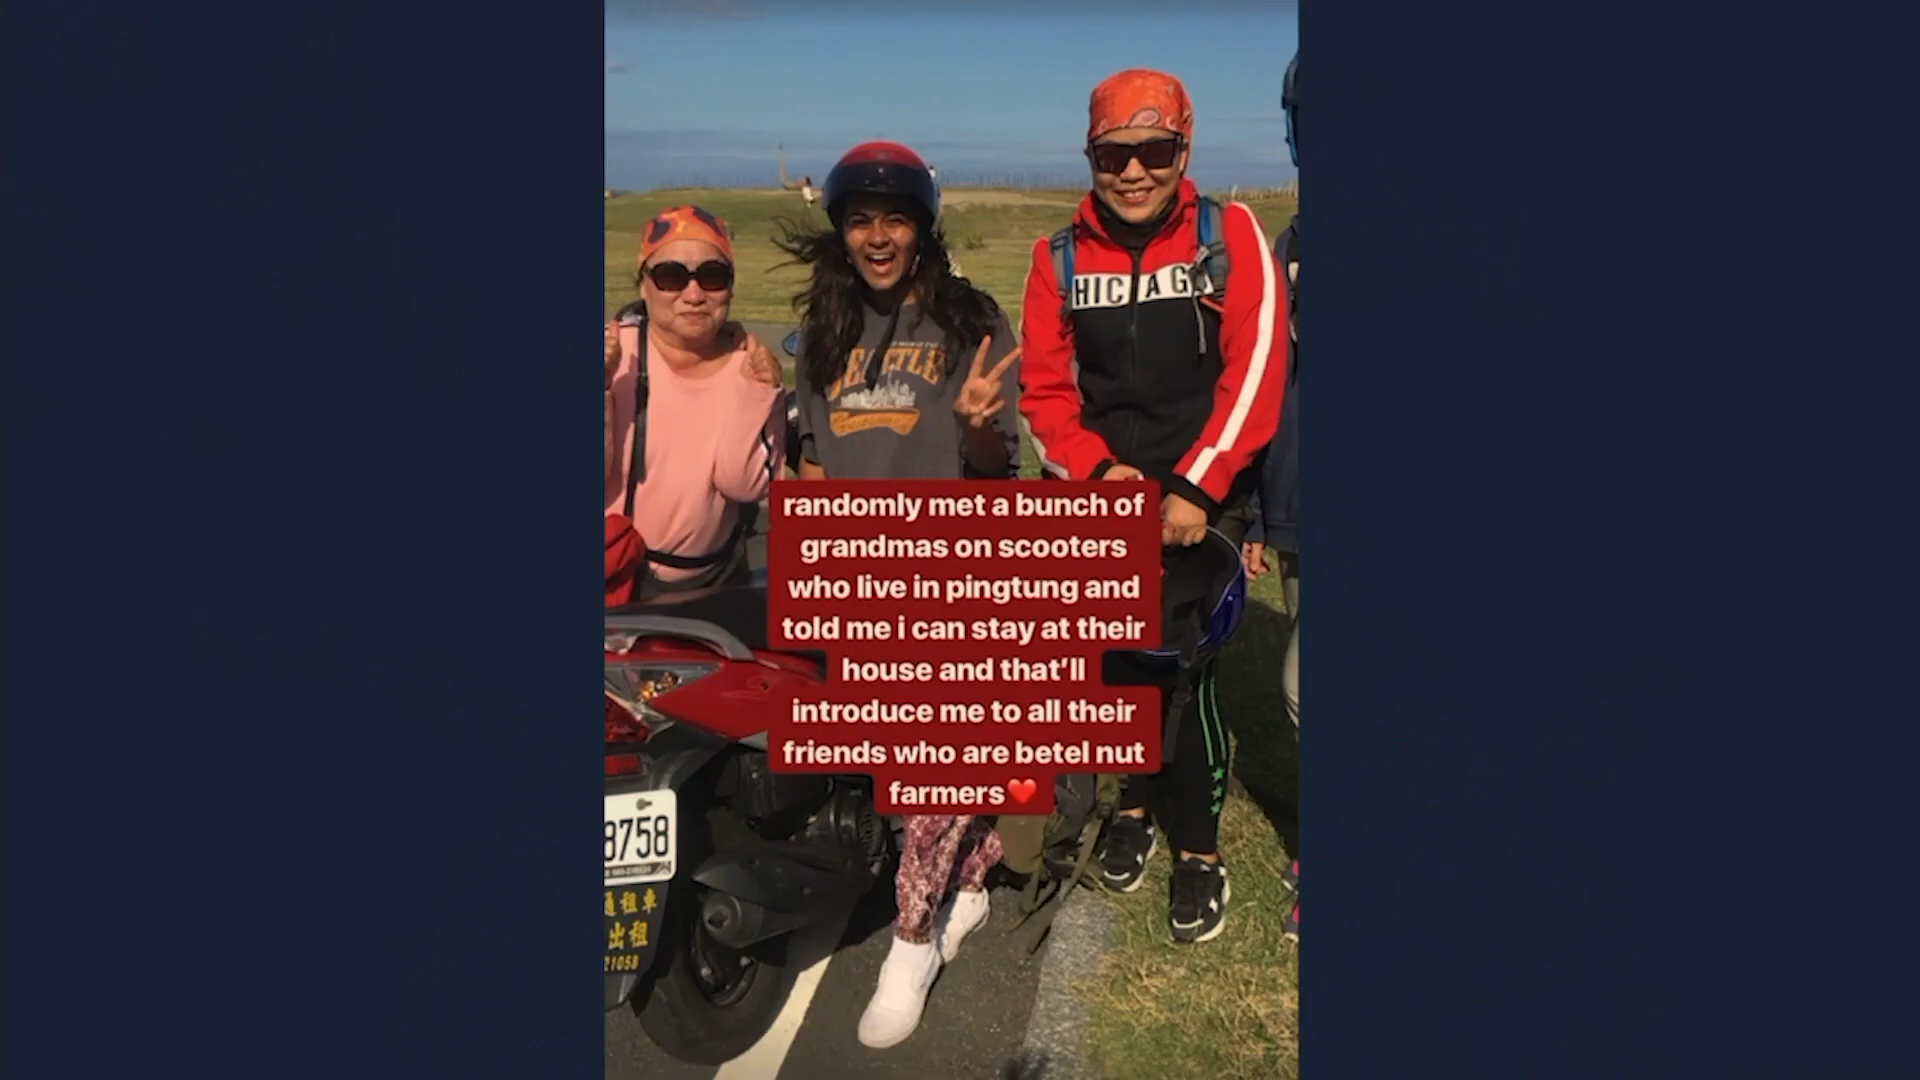 HICAG
SEATTLE
randomly met a bunch of
grandmas on scooters
who live in pingtung and
told me i can stay at their
house and that’ll
introduce me to all their
friends who are betel nut
farmers❤️
8758
通租車
出租
21058